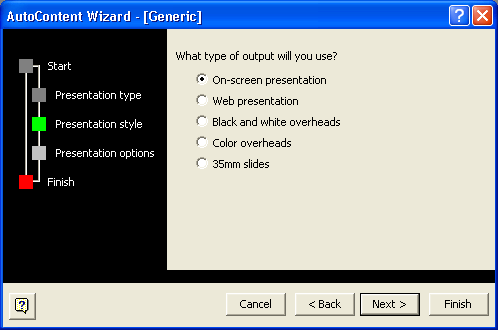 AutoContent Wizard - [Generic]
Start
Presentation type
Presentation style
Presentation options
Finish
What type of output will you use?
On-screen presentation
Web presentation
Black and white overheads
Color overheads
35mm slides
Cancel
< Back
Next >
Finish